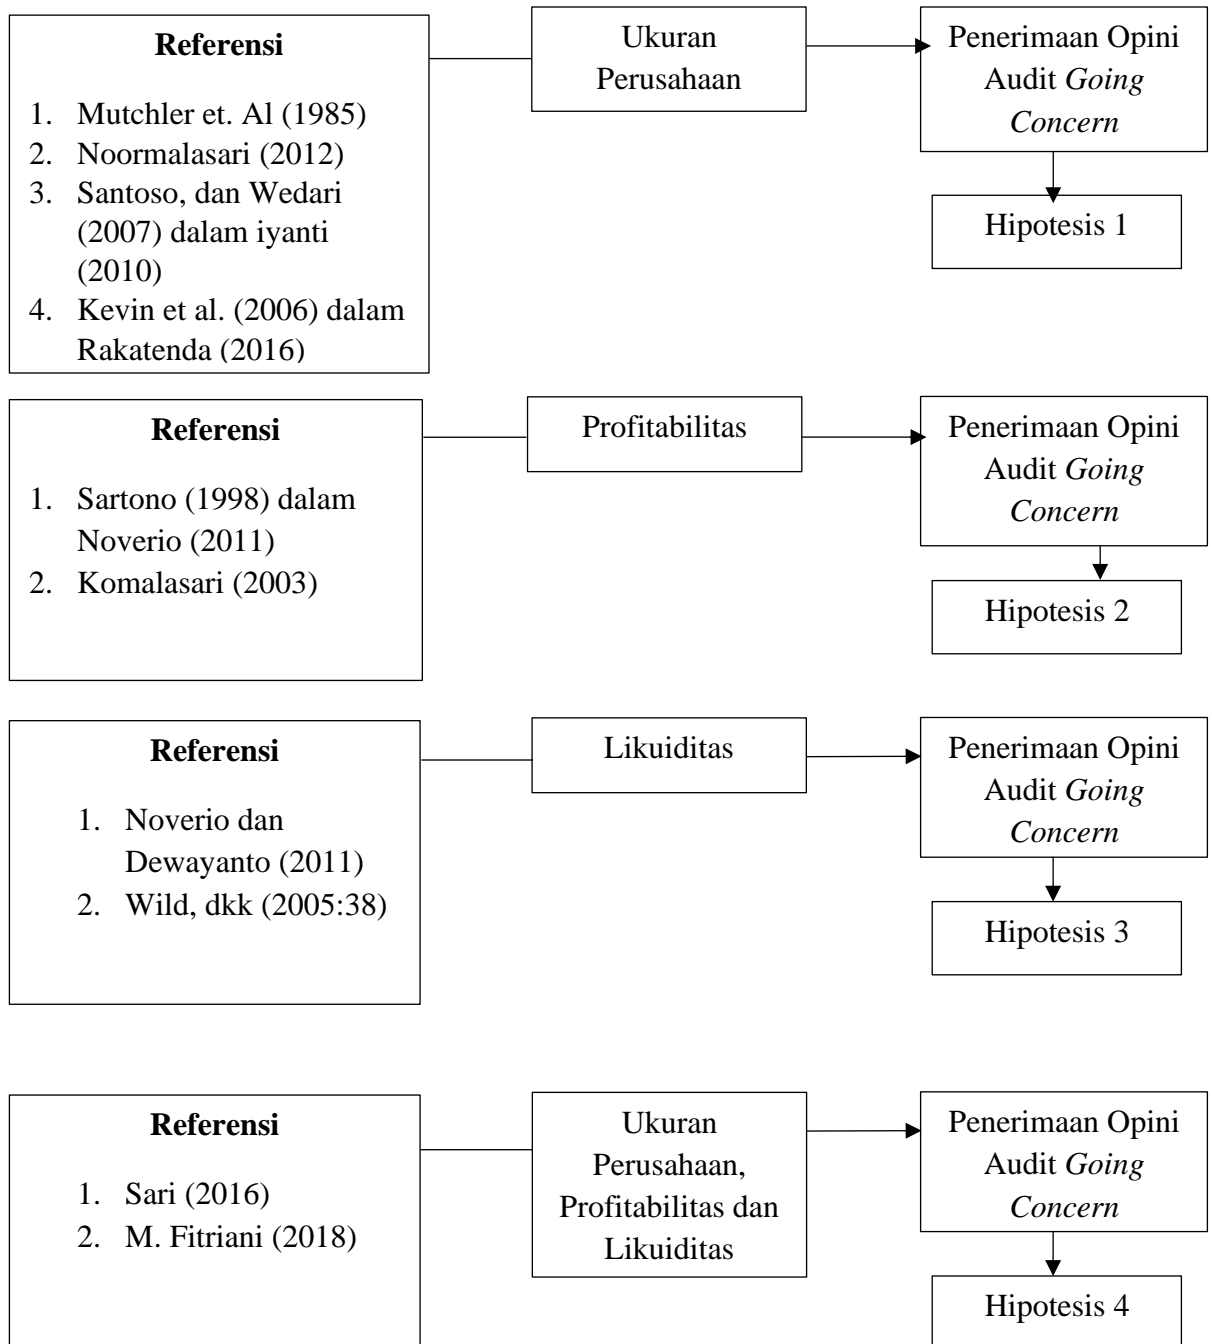 Referensi
1. Mutchler et. Al (1985)
2. Noormalasari (2012)
3. Santoso, dan Wedari
(2007) dalam iyanti
(2010)
4. Kevin et al. (2006) dalam
Rakatenda (2016)
Ukuran
Perusahaan
Penerimaan Opini
Audit Going
Concern
Hipotesis 1
Referensi
1. Sartono (1998) dalam
Noverio (2011)
2. Komalasari (2003)
Profitabilitas
Penerimaan Opini
Audit Going
Concern
Hipotesis 2
Referensi
1. Noverio dan
Dewayanto (2011)
2. Wild, dkk (2005:38)
Likuiditas
Penerimaan Opini
Audit Going
Concern
Hipotesis 3
Referensi
1. Sari (2016)
2. M. Fitriani (2018)
Ukuran
Perusahaan,
Profitabilitas dan
Likuiditas
Penerimaan Opini
Audit Going
Concern
Hipotesis 4